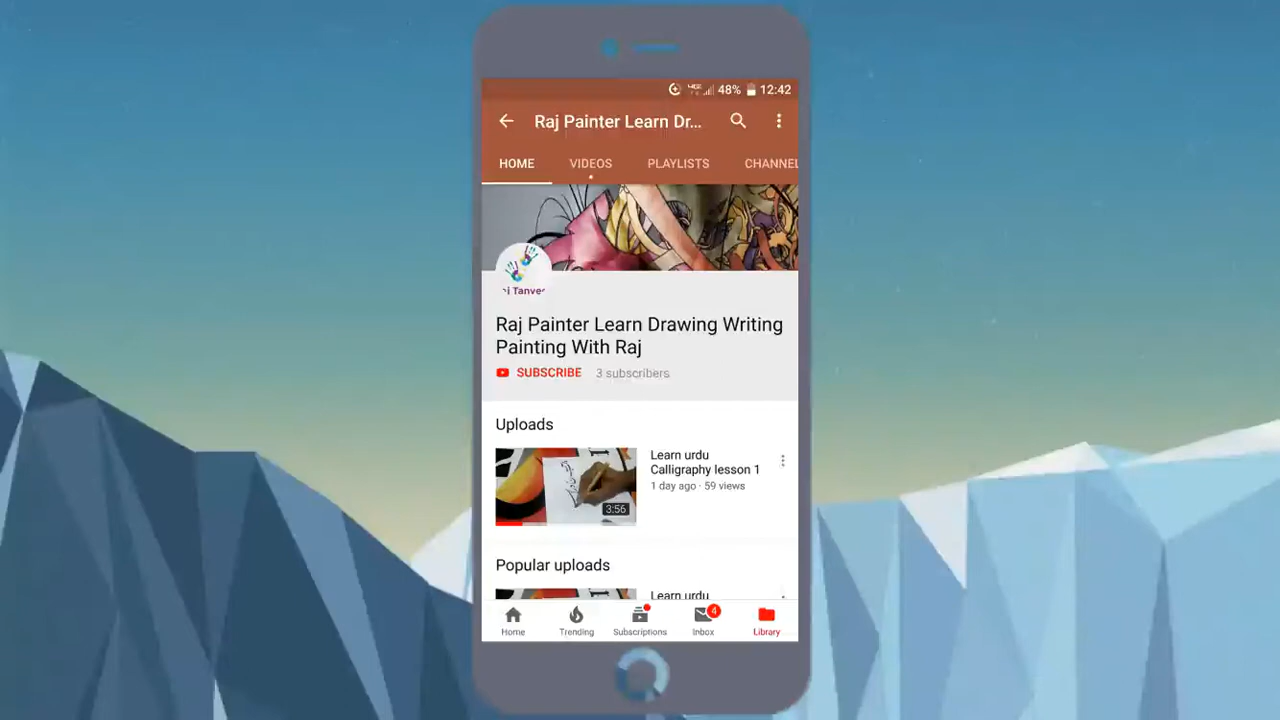 48% 12:42
Raj Painter Learn Dr...
HOME VIDEOS PLAYLISTS CHANNEL
Raj Painter Learn Drawing Writing
Painting With Raj
SUBSCRIBE 3 subscribers
Uploads
Learn urdu
Calligraphy lesson 1
1 day ago · 59 views
3:56
Popular uploads
Learn urdu
4
Home Trending Subscriptions Inbox Library